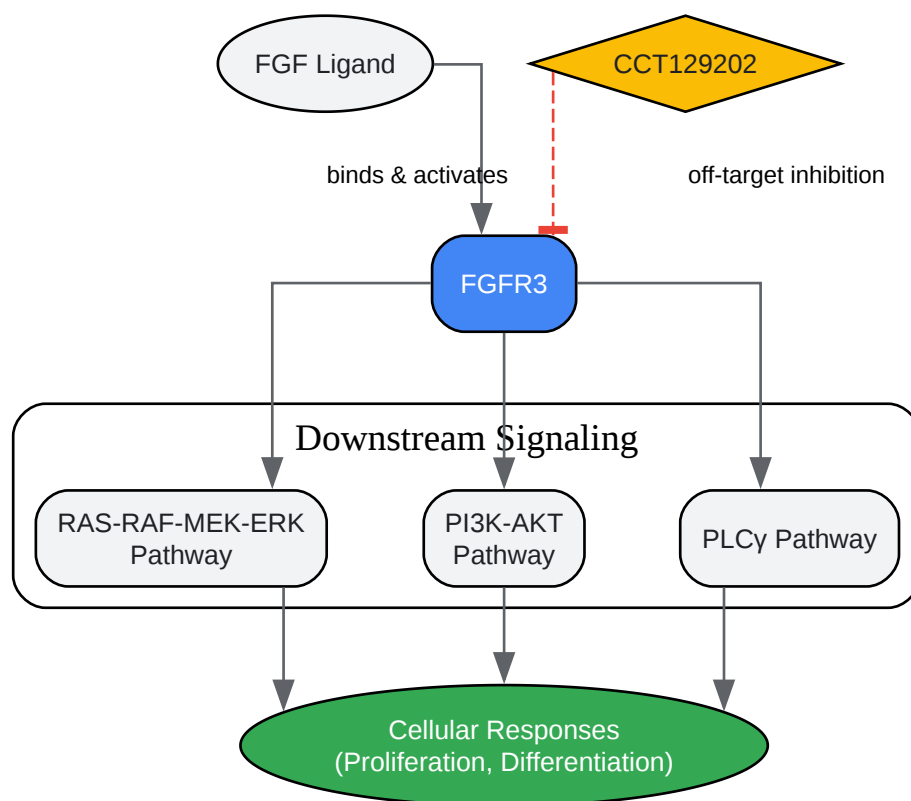 FGF Ligand
CCT129202
binds & activates
off-target inhibition
FGFR3
Downstream Signaling
RAS-RAF-MEK-ERK
Pathway
PI3K-AKT
Pathway
PLCγ Pathway
Cellular Responses
(Proliferation, Differentiation)